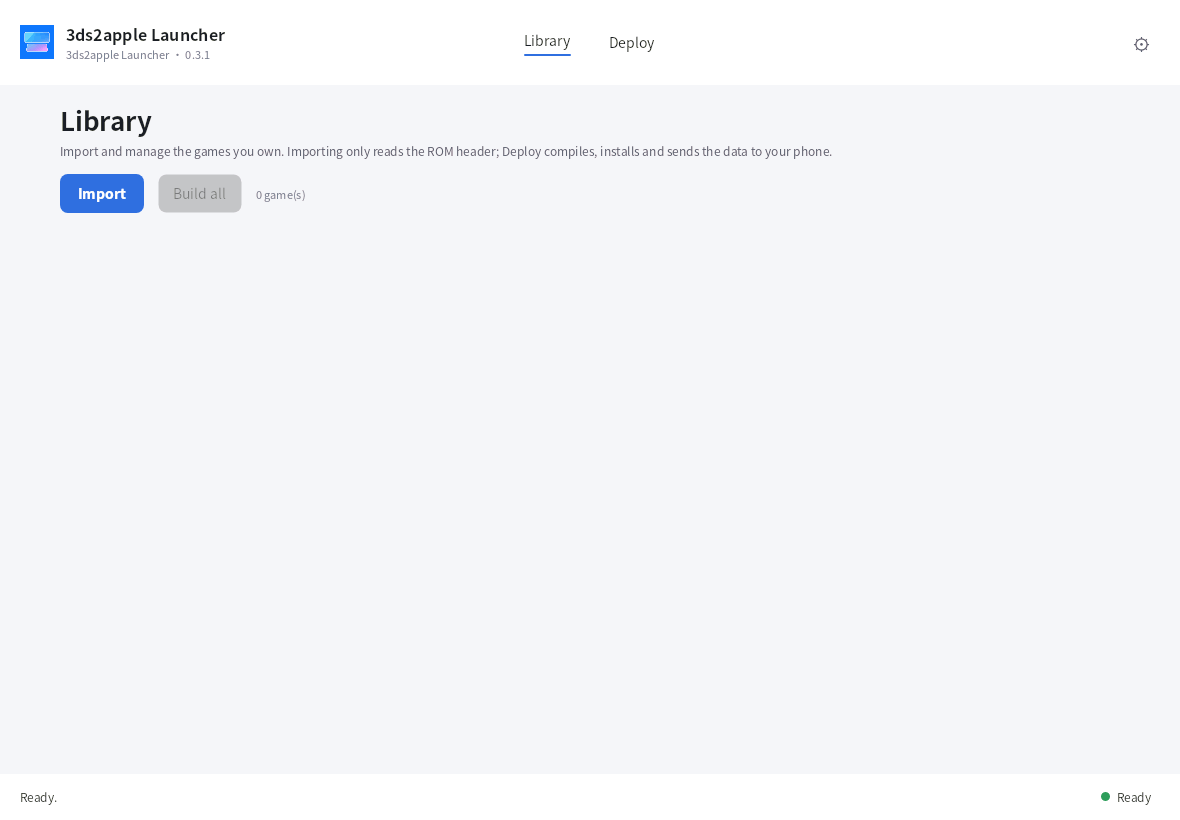 3ds2apple Launcher
3ds2apple Launcher · 0.3.1
Library
Deploy
Library
Import and manage the games you own. Importing only reads the ROM header; Deploy compiles, installs and sends the data to your phone.
Import
Build all
0 game(s)
Ready.
Ready